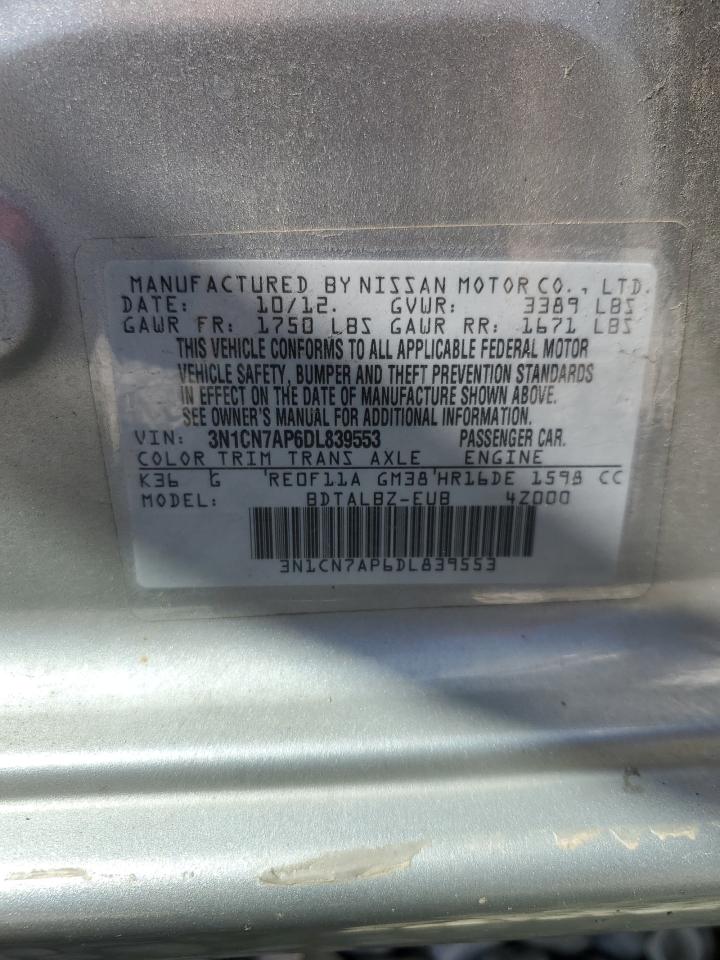 MANUFACTURED BY NISSAN MOTOR CO., LTD.
DATE: 10/12. GVWR: 3389 LBS
GAWR FR: 1750 LBS GAWR RR: 1671 LBS
THIS VEHICLE CONFORMS TO ALL APPLICABLE FEDERAL MOTOR
VEHICLE SAFETY, BUMPER AND THEFT PREVENTION STANDARDS
IN EFFECT ON THE DATE OF MANUFACTURE SHOWN ABOVE.
SEE OWNER'S MANUAL FOR ADDITIONAL INFORMATION.
VIN: 3N1CN7AP6DL839553 PASSENGER CAR.
COLOR TRIM TRANS AXLE ENGINE
K36 G RE0F11A GM38 HR16DE 1598 CC
MODEL: BDTALBZ-EUB 4Z000
3N1CN7AP6DL839553